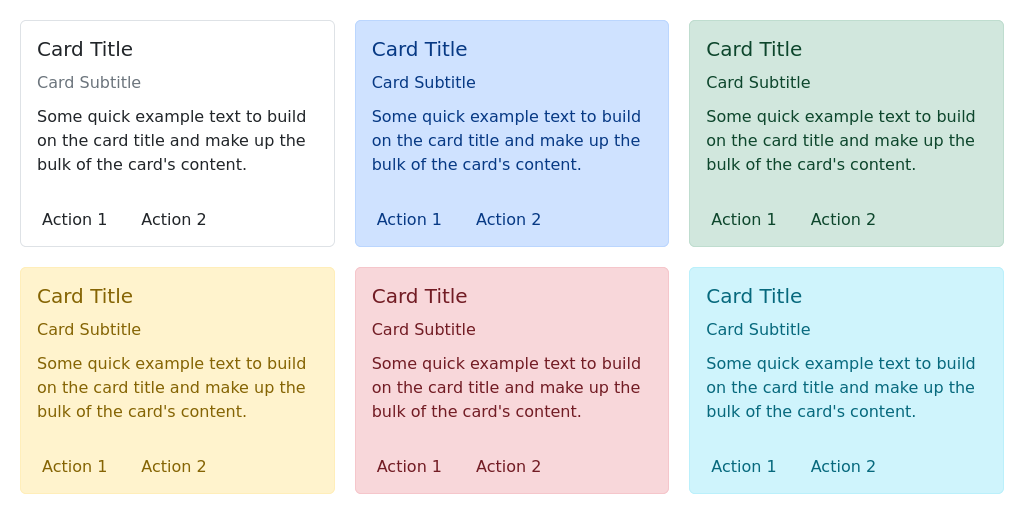 Card Title
Card Subtitle
Some quick example text to build
on the card title and make up the
bulk of the card's content.
Action 1 Action 2
Card Title
Card Subtitle
Some quick example text to build
on the card title and make up the
bulk of the card's content.
Action 1 Action 2
Card Title
Card Subtitle
Some quick example text to build
on the card title and make up the
bulk of the card's content.
Action 1 Action 2
Card Title
Card Subtitle
Some quick example text to build
on the card title and make up the
bulk of the card's content.
Action 1 Action 2
Card Title
Card Subtitle
Some quick example text to build
on the card title and make up the
bulk of the card's content.
Action 1 Action 2
Card Title
Card Subtitle
Some quick example text to build
on the card title and make up the
bulk of the card's content.
Action 1 Action 2